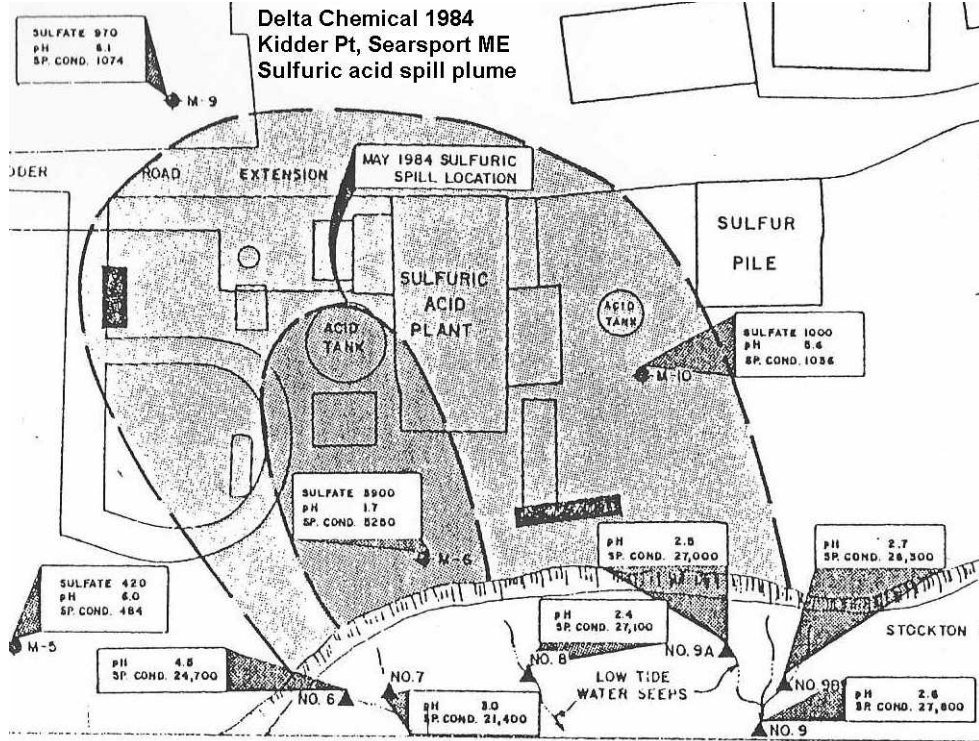 Delta Chemical 1984
Kidder Pt, Searsport ME
Sulfuric acid spill plume
SULFATE 970
pH 6.1
SP. COND. 1074
M-9
DDER ROAD EXTENSION
MAY 1984 SULFURIC
SPILL LOCATION
SULFUR
PILE
SULFURIC
ACID
PLANT
ACID
TANK
ACID
TANK
SULFATE 1000
pH 5.6
SP. COND. 1036
M-10
SULFATE 3900
pH 1.7
SP. COND. 5250
M-6
pH 2.5
SP. COND. 27,000
pH 2.7
SP. COND. 26,300
SULFATE 420
pH 6.0
SP. COND. 484
M-5
pH 2.4
SP. COND. 27,100
STOCKTON
pH 4.5
SP. COND. 24,700
NO. 6
NO. 7
NO. 8
NO. 9A
LOW TIDE
WATER SEEPS
NO. 9B
pH 3.0
SP. COND. 21,400
pH 2.6
SP. COND. 27,800
NO. 9